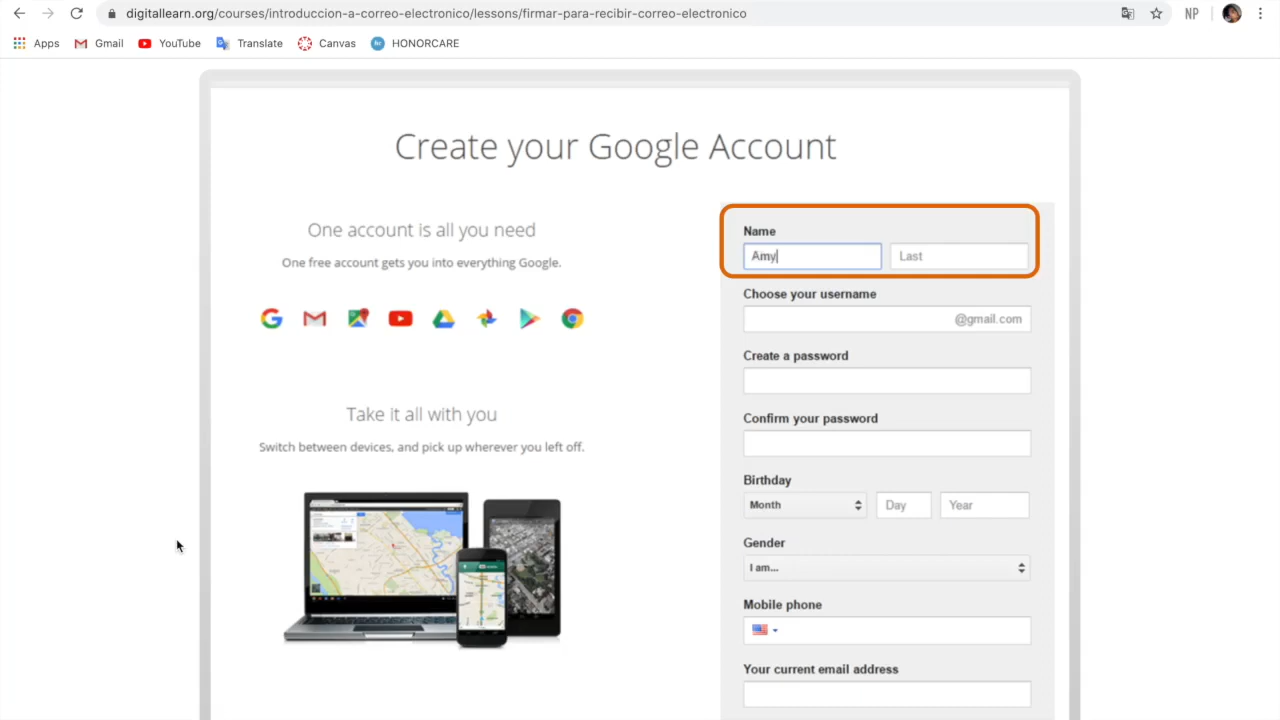 digitallearn.org/courses/introduccion-a-correo-electronico/lessons/firmar-para-recibir-correo-electronico
NP
Apps Gmail YouTube Translate Canvas HONORCARE
Create your Google Account
One account is all you need
One free account gets you into everything Google.
Take it all with you
Switch between devices, and pick up wherever you left off.
Name
Amy Last
Choose your username
@gmail.com
Create a password
Confirm your password
Birthday
Month Day Year
Gender
I am...
Mobile phone
Your current email address